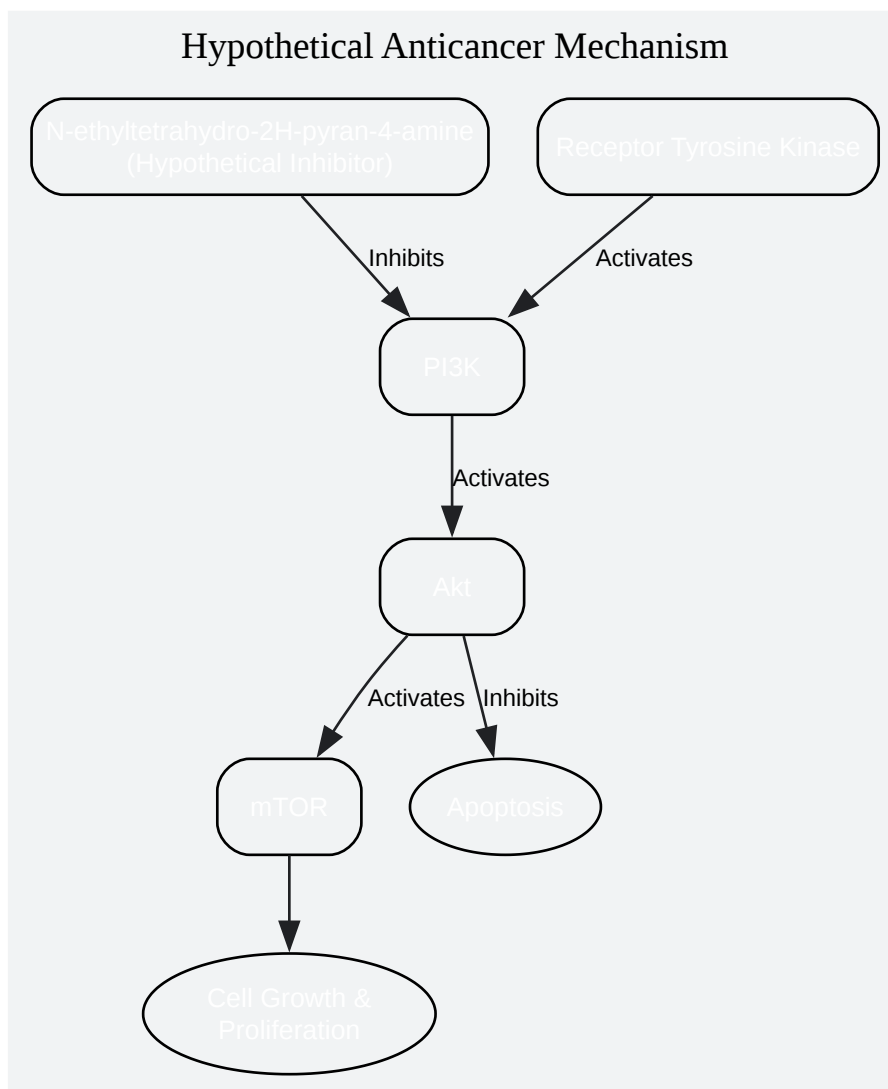 Hypothetical Anticancer Mechanism
N-ethyltetrahydro-2H-pyran-4-amine
(Hypothetical Inhibitor)
Receptor Tyrosine Kinase
Inhibits
Activates
PI3K
Activates
Akt
Activates
Inhibits
mTOR
Apoptosis
Cell Growth &
Proliferation